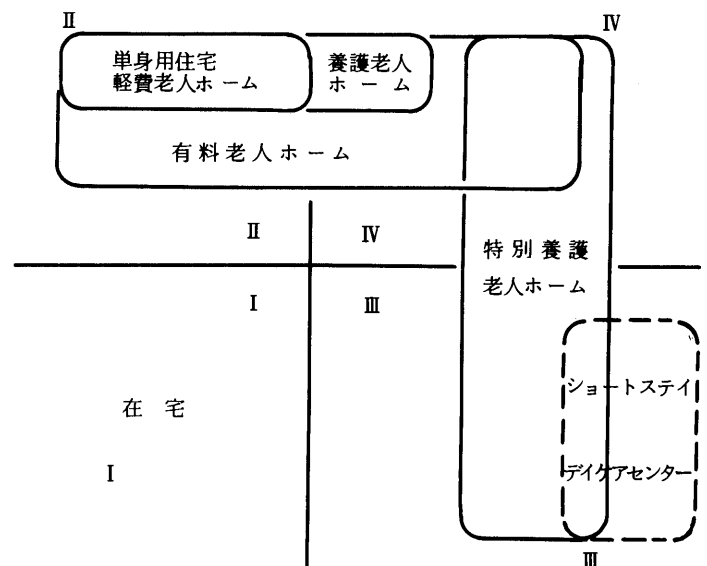 Ⅱ
Ⅳ
単身用住宅
軽費老人ホーム
養護老人
ホーム
有料老人ホーム
Ⅱ
Ⅳ
特別養護
老人ホーム
Ⅰ
Ⅲ
ショートステイ
在宅
Ⅰ
デイケアセンター
Ⅲ